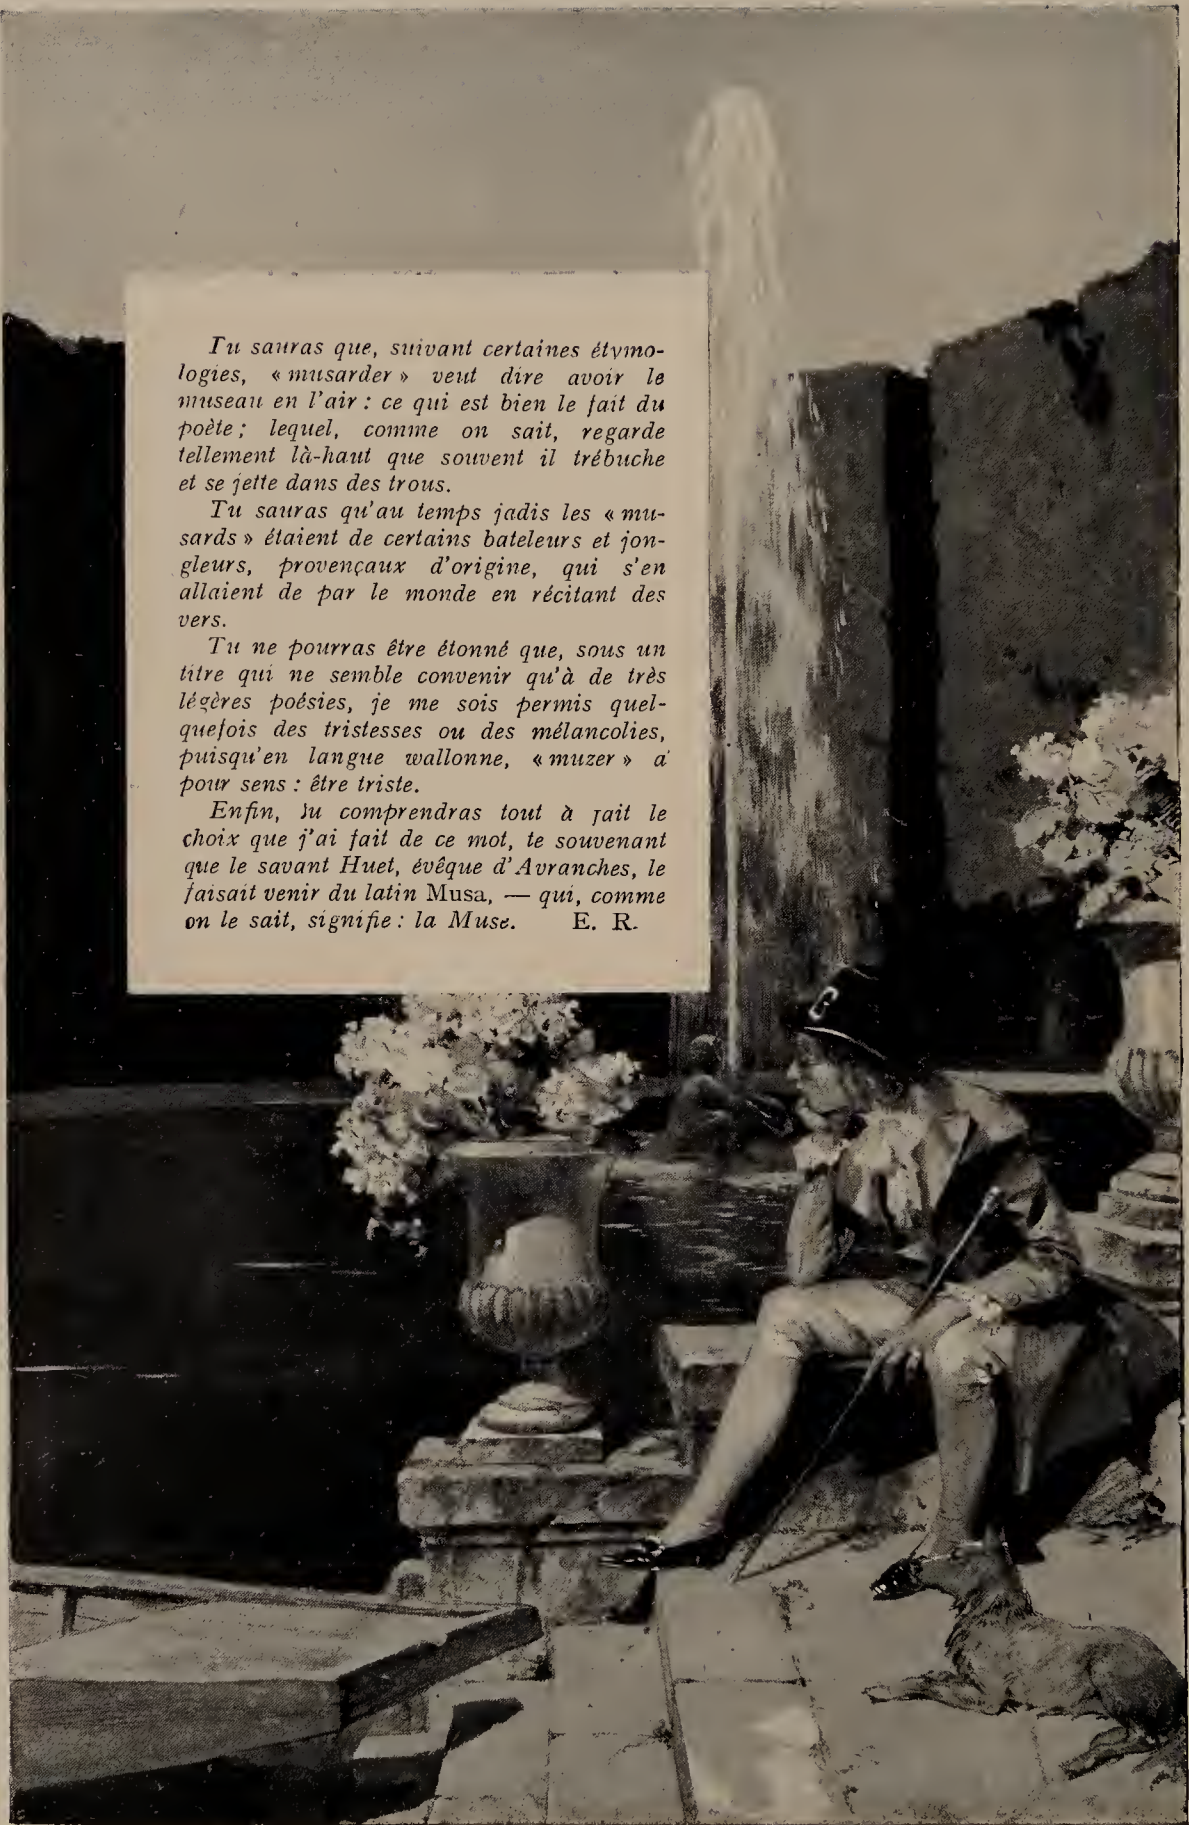 Tu sauras que, suivant certaines étymo-
logies, « musarder » veut dire avoir le
museau en l'air : ce qui est bien le fait du
poète ; lequel, comme on sait, regarde
tellement là-haut que souvent il trébuche
et se jette dans des trous.
Tu sauras qu'au temps jadis les « mu-
sards » étaient de certains bateleurs et jon-
gleurs, provençaux d'origine, qui s'en
allaient de par le monde en récitant des
vers.
Tu ne pourras être étonné que, sous un
titre qui ne semble convenir qu'à de très
légères poésies, je me sois permis quel-
quefois des tristesses ou des mélancolies,
puisqu'en langue wallonne, « muzer » a
pour sens : être triste.
Enfin, tu comprendras tout à fait le
choix que j'ai fait de ce mot, te souvenant
que le savant Huet, évêque d'Avranches, le
faisait venir du latin Musa, — qui, comme
on le sait, signifie : la Muse. E. R.